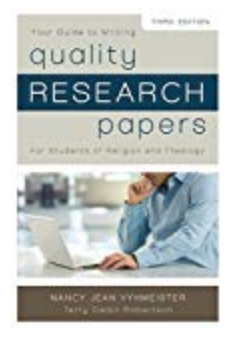 THIRD EDITION
Your Guide to Writing
quality
RESEARCH
papers
For Students of Religion and Theology
NANCY JEAN VYHMEISTER
Terry Dwain Robertson